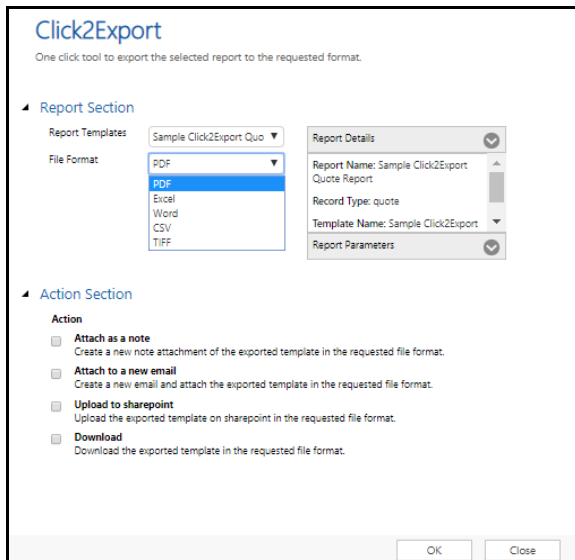 Click2Export
One click tool to export the selected report to the requested format.
Report Section
Report Templates
Sample Click2Export Quo
File Format
PDF
PDF
Excel
Word
CSV
TIFF
Report Details
Report Name: Sample Click2Export
Quote Report
Record Type: quote
Template Name: Sample Click2Export
Report Parameters
Action Section
Action
Attach as a note
Create a new note attachment of the exported template in the requested file format.
Attach to a new email
Create a new email and attach the exported template in the requested file format.
Upload to sharepoint
Upload the exported template on sharepoint in the requested file format.
Download
Download the exported template in the requested file format.
OK
Close